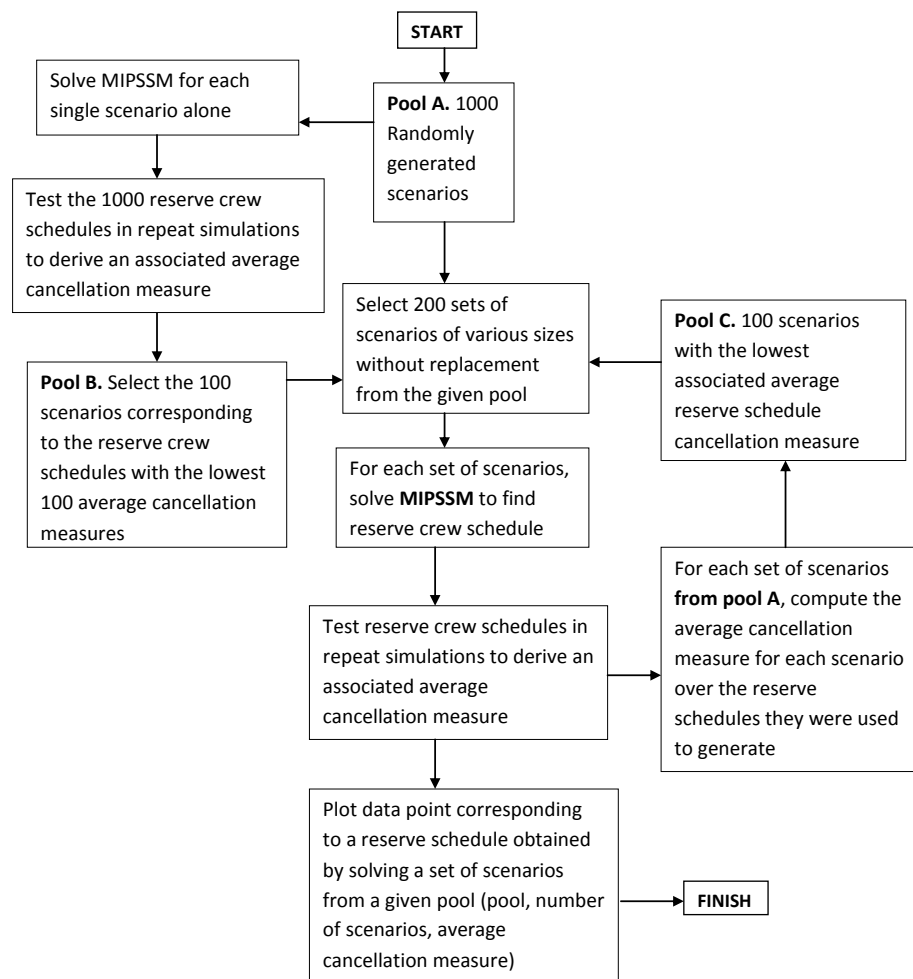 START
Solve MIPSSM for each
single scenario alone
Pool A. 1000
Randomly
generated
scenarios
Test the 1000 reserve crew
schedules in repeat simulations
to derive an associated average
cancellation measure
Pool B. Select the 100
scenarios corresponding
to the reserve crew
schedules with the lowest
100 average cancellation
measures
Select 200 sets of
scenarios of various sizes
without replacement
from the given pool
Pool C. 100 scenarios
with the lowest
associated average
reserve schedule
cancellation measure
For each set of scenarios,
solve MIPSSM to find
reserve crew schedule
Test reserve crew schedules in
repeat simulations to derive an
associated average
cancellation measure
For each set of scenarios
from pool A, compute the
average cancellation
measure for each scenario
over the reserve
schedules they were used
to generate
Plot data point corresponding
to a reserve schedule obtained
by solving a set of scenarios
from a given pool (pool, number
of scenarios, average
cancellation measure)
FINISH